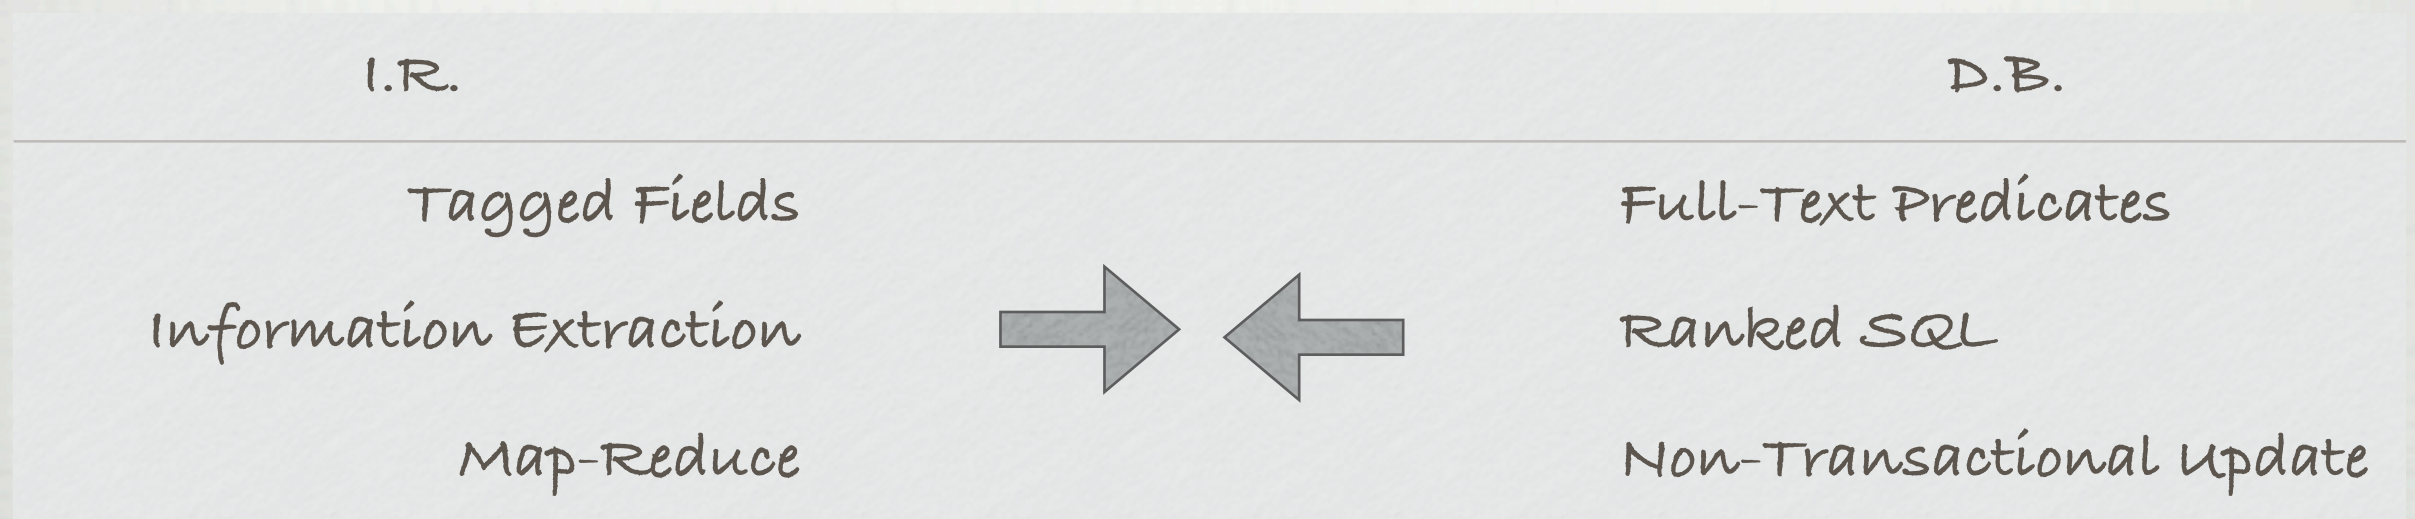 I.R. D.B.
Tagged Fields Full-Text Predicates
Information Extraction Ranked SQL
Map-Reduce Non-Transactional Update